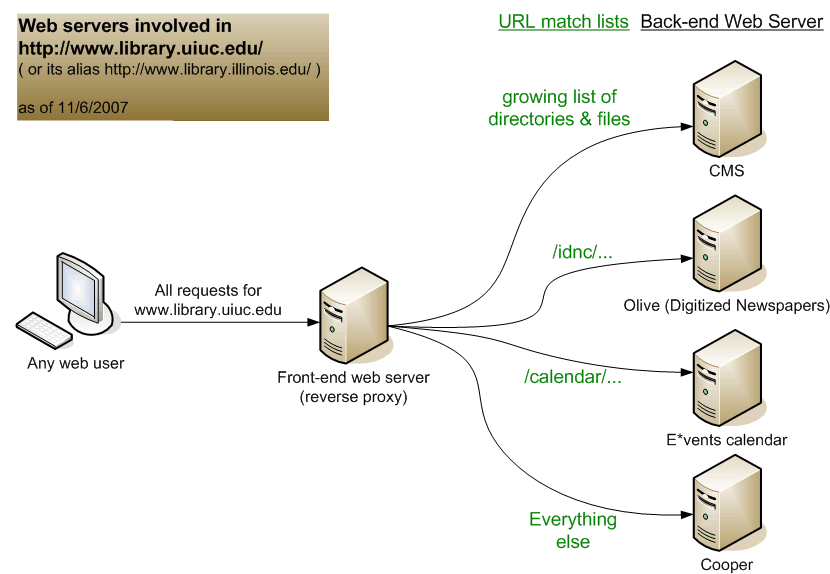 Web servers involved in
http://www.library.uiuc.edu/
( or its alias http://www.library.illinois.edu/ )
as of 11/6/2007
URL match lists
Back-end Web Server
growing list of
directories & files
CMS
/idnc/...
Olive (Digitized Newspapers)
All requests for
www.library.uiuc.edu
Any web user
Front-end web server
(reverse proxy)
/calendar/...
E*vents calendar
Everything
else
Cooper